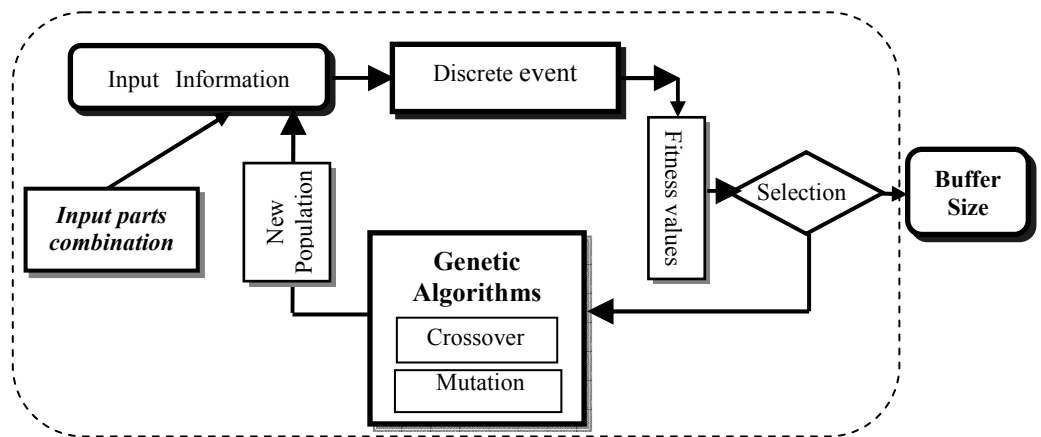 Input Information
Discrete event
Fitness values
Selection
Buffer
Size
Input parts
combination
New
Population
Genetic
Algorithms
Crossover
Mutation